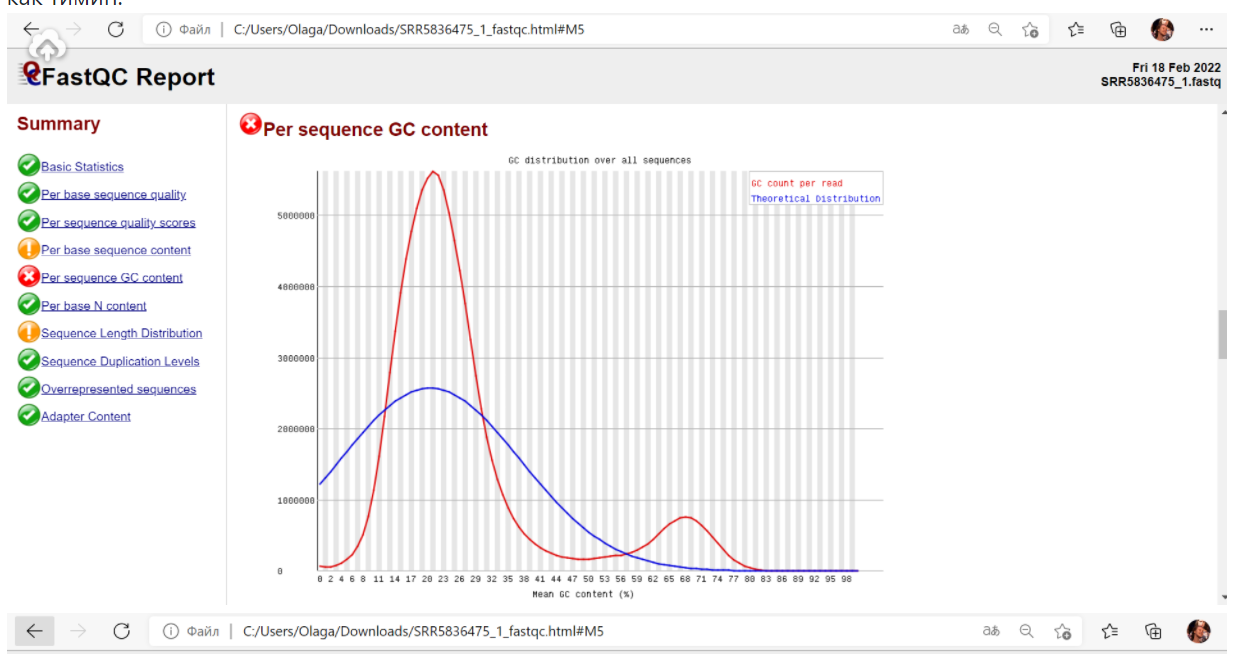 как тимин.
Файл | C:/Users/Olaga/Downloads/SRR5836475_1_fastqc.html#M5
FastQC Report
Fri 18 Feb 2022
SRR5836475_1.fastq
Summary
Basic Statistics
Per base sequence quality
Per sequence quality scores
Per base sequence content
Per sequence GC content
Per base N content
Sequence Length Distribution
Sequence Duplication Levels
Overrepresented sequences
Adapter Content
Per sequence GC content
GC distribution over all sequences
GC count per read
Theoretical Distribution
5000000
4000000
3000000
2000000
1000000
0
0 2 4 6 8 11 14 17 20 23 26 29 32 35 38 41 44 47 50 53 56 59 62 65 68 71 74 77 80 83 86 89 92 95 98
Mean GC content (%)
Файл | C:/Users/Olaga/Downloads/SRR5836475_1_fastqc.html#M5